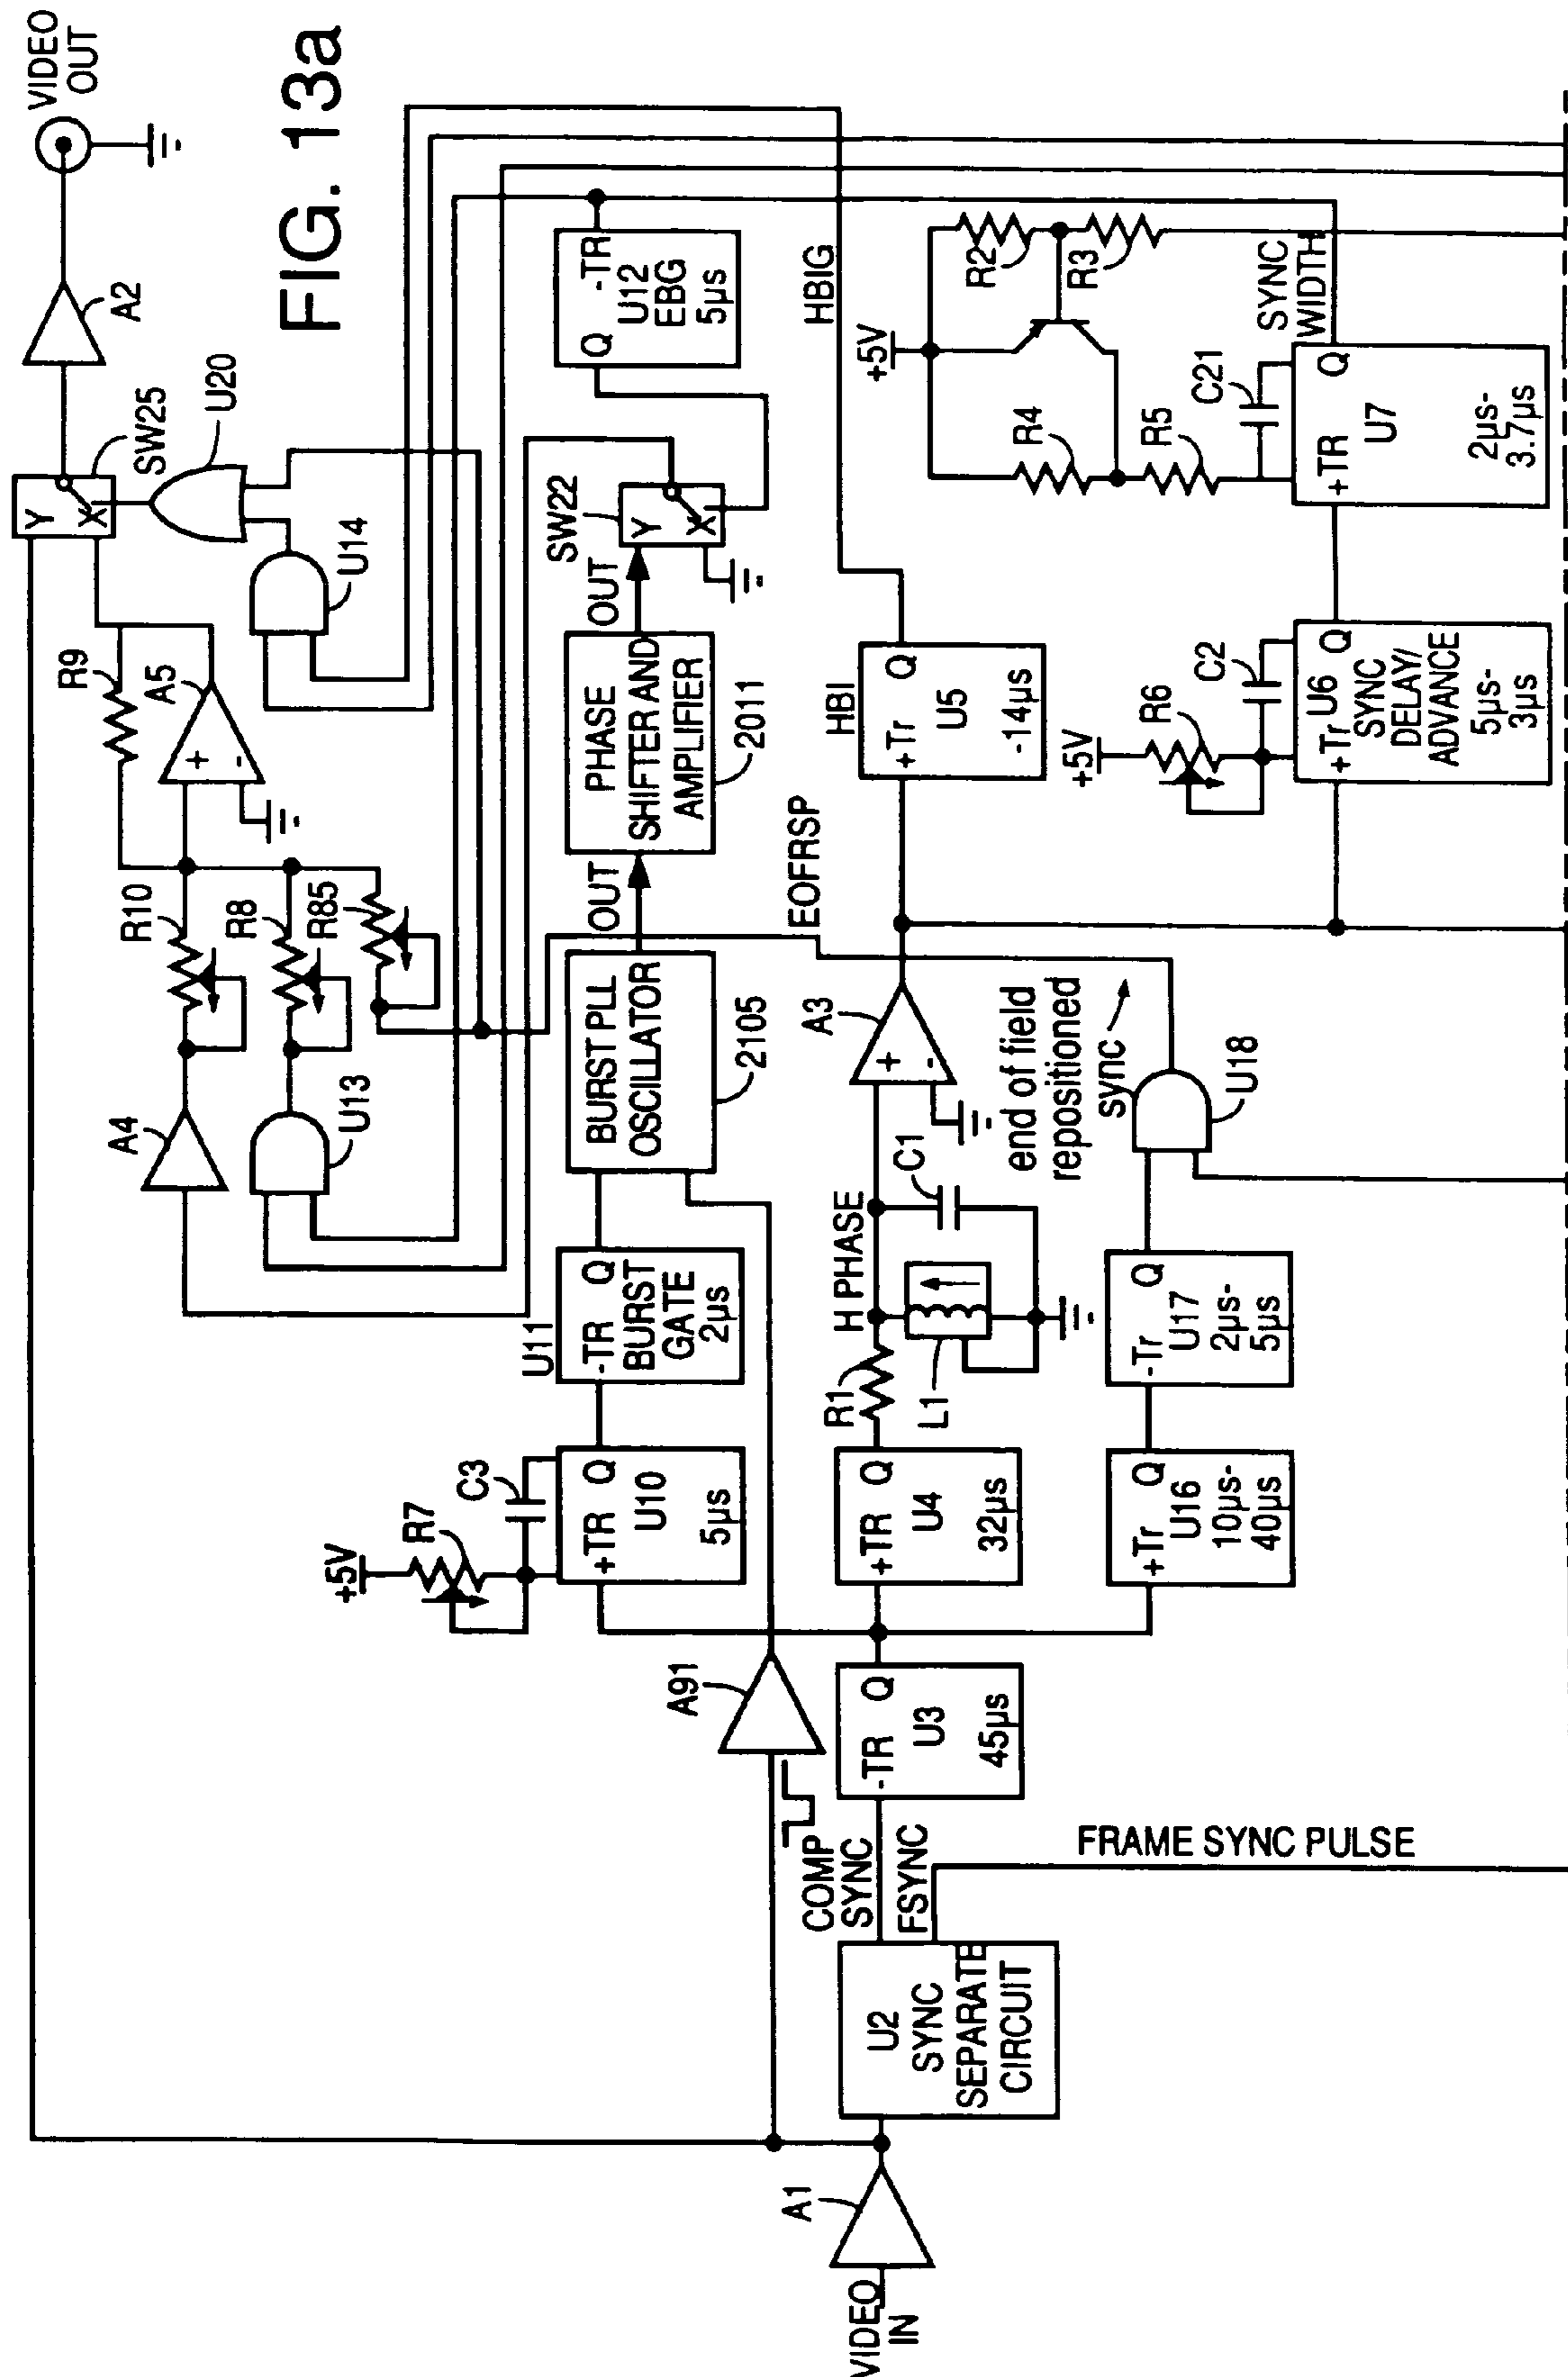 FIG. 13a
VIDEO
OUT
A2
SW25
Y
X
U20
U14
R9
A5
+
-
R10
R8
R85
A4
U13
Q -TR
U12
EBG
5µs
SW22
Y
X
OUT
PHASE
SHIFTER AND
AMPLIFIER
2011
OUT
BURST PLL
OSCILLATOR
2105
U11
-TR Q
BURST
GATE
2µs
+5V
R7
C3
+TR Q
U10
5µs
A91
HBIG
HBI
+Tr Q
U5
-14µs
EOFRSP
A3
+
-
H PHASE
C1
R1
L1
+TR Q
U4
32µs
-TR Q
U3
45µs
COMP
SYNC
FSYNC
FRAME SYNC PULSE
U2
SYNC
SEPARATE
CIRCUIT
A1
VIDEO
IN
+5V
R2
R3
R4
R5
C21
SYNC
WIDTH
+TR Q
U7
2µs-
3.7µs
+5V
R6
C2
+Tr U6 Q
SYNC
DELAY/
ADVANCE
5µs-
3µs
end of field
repositioned
sync
U18
-Tr Q
U17
2µs-
5µs
+Tr Q
U16
10µs-
40µs